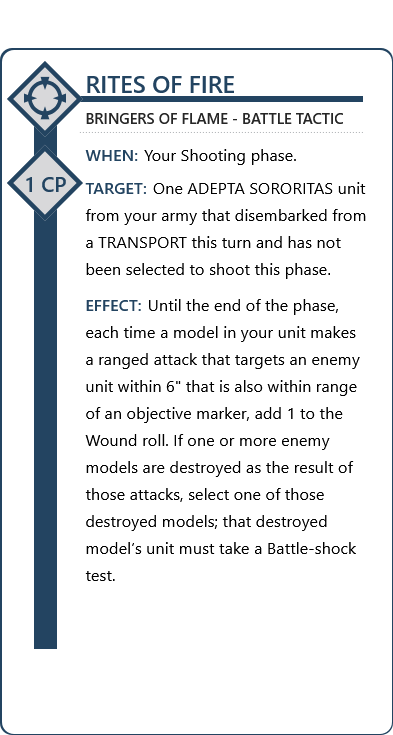 RITES OF FIRE
BRINGERS OF FLAME - BATTLE TACTIC
WHEN: Your Shooting phase.
1 CP
TARGET: One ADEPTA SORORITAS unit
from your army that disembarked from
a TRANSPORT this turn and has not
been selected to shoot this phase.
EFFECT: Until the end of the phase,
each time a model in your unit makes
a ranged attack that targets an enemy
unit within 6" that is also within range
of an objective marker, add 1 to the
Wound roll. If one or more enemy
models are destroyed as the result of
those attacks, select one of those
destroyed models; that destroyed
model's unit must take a Battle-shock
test.